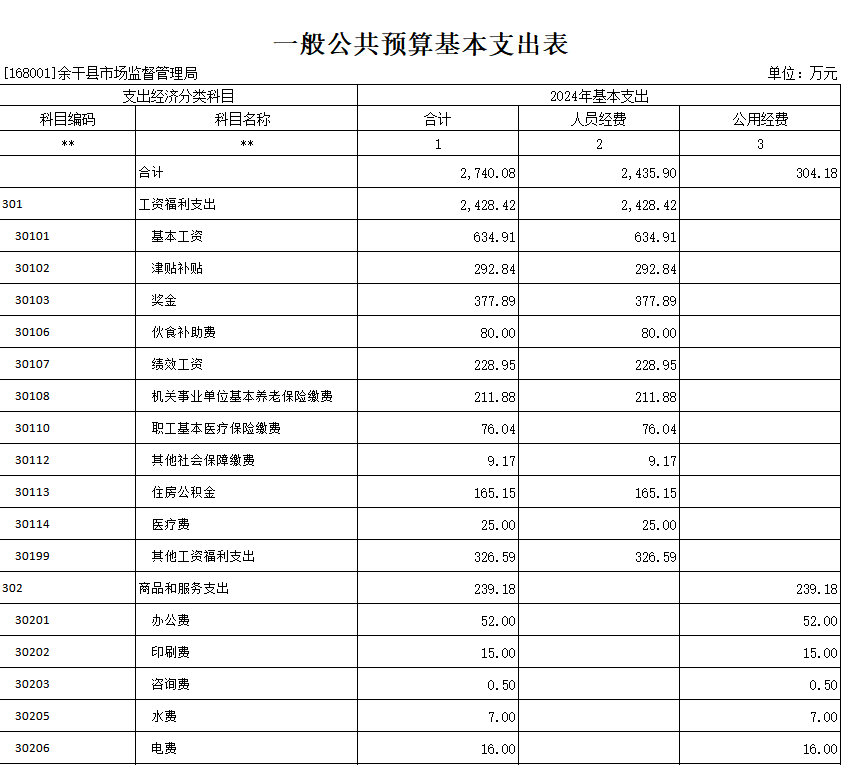 一般公共预算基本支出表
[168001]余干县市场监督管理局 单位：万元
支出经济分类科目 2024年基本支出
科目编码 科目名称 合计 人员经费 公用经费
** ** 1 2 3
合计 2,740.08 2,435.90 304.18
301 工资福利支出 2,428.42 2,428.42
30101 基本工资 634.91 634.91
30102 津贴补贴 292.84 292.84
30103 奖金 377.89 377.89
30106 伙食补助费 80.00 80.00
30107 绩效工资 228.95 228.95
30108 机关事业单位基本养老保险缴费 211.88 211.88
30110 职工基本医疗保险缴费 76.04 76.04
30112 其他社会保障缴费 9.17 9.17
30113 住房公积金 165.15 165.15
30114 医疗费 25.00 25.00
30199 其他工资福利支出 326.59 326.59
302 商品和服务支出 239.18 239.18
30201 办公费 52.00 52.00
30202 印刷费 15.00 15.00
30203 咨询费 0.50 0.50
30205 水费 7.00 7.00
30206 电费 16.00 16.00